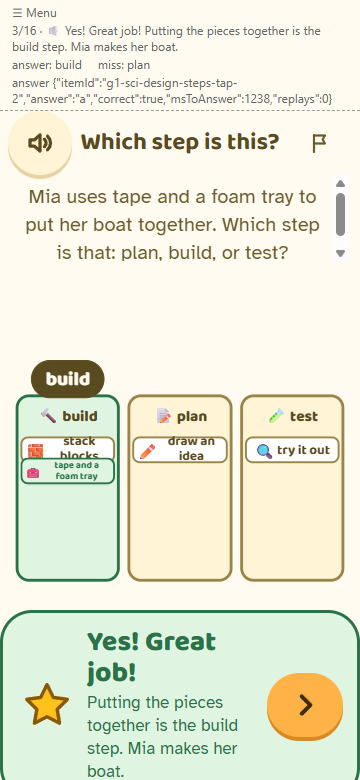 ☰ Menu
3/16 · 🔈 Yes! Great job! Putting the pieces together is the
build step. Mia makes her boat.
answer: build miss: plan
answer {"itemId":"g1-sci-design-steps-tap-
2","answer":"a","correct":true,"msToAnswer":1238,"replays":0}
Which step is this?
Mia uses tape and a foam tray to
put her boat together. Which step
is that: plan, build, or test?
build
build
stack
blocks
tape and a
foam tray
plan
draw an
idea
test
try it out
Yes! Great
job!
Putting the pieces
together is the build
step. Mia makes her
boat.